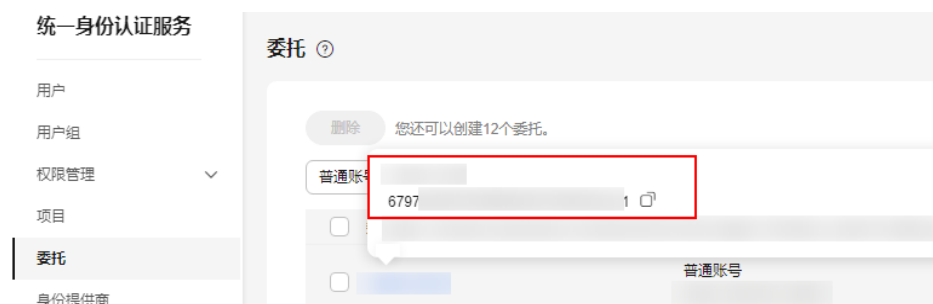 统一身份认证服务
委托
用户
用户组
权限管理
项目
委托
身份提供商
删除 您还可以创建12个委托。
普通账
6797
1
普通账号